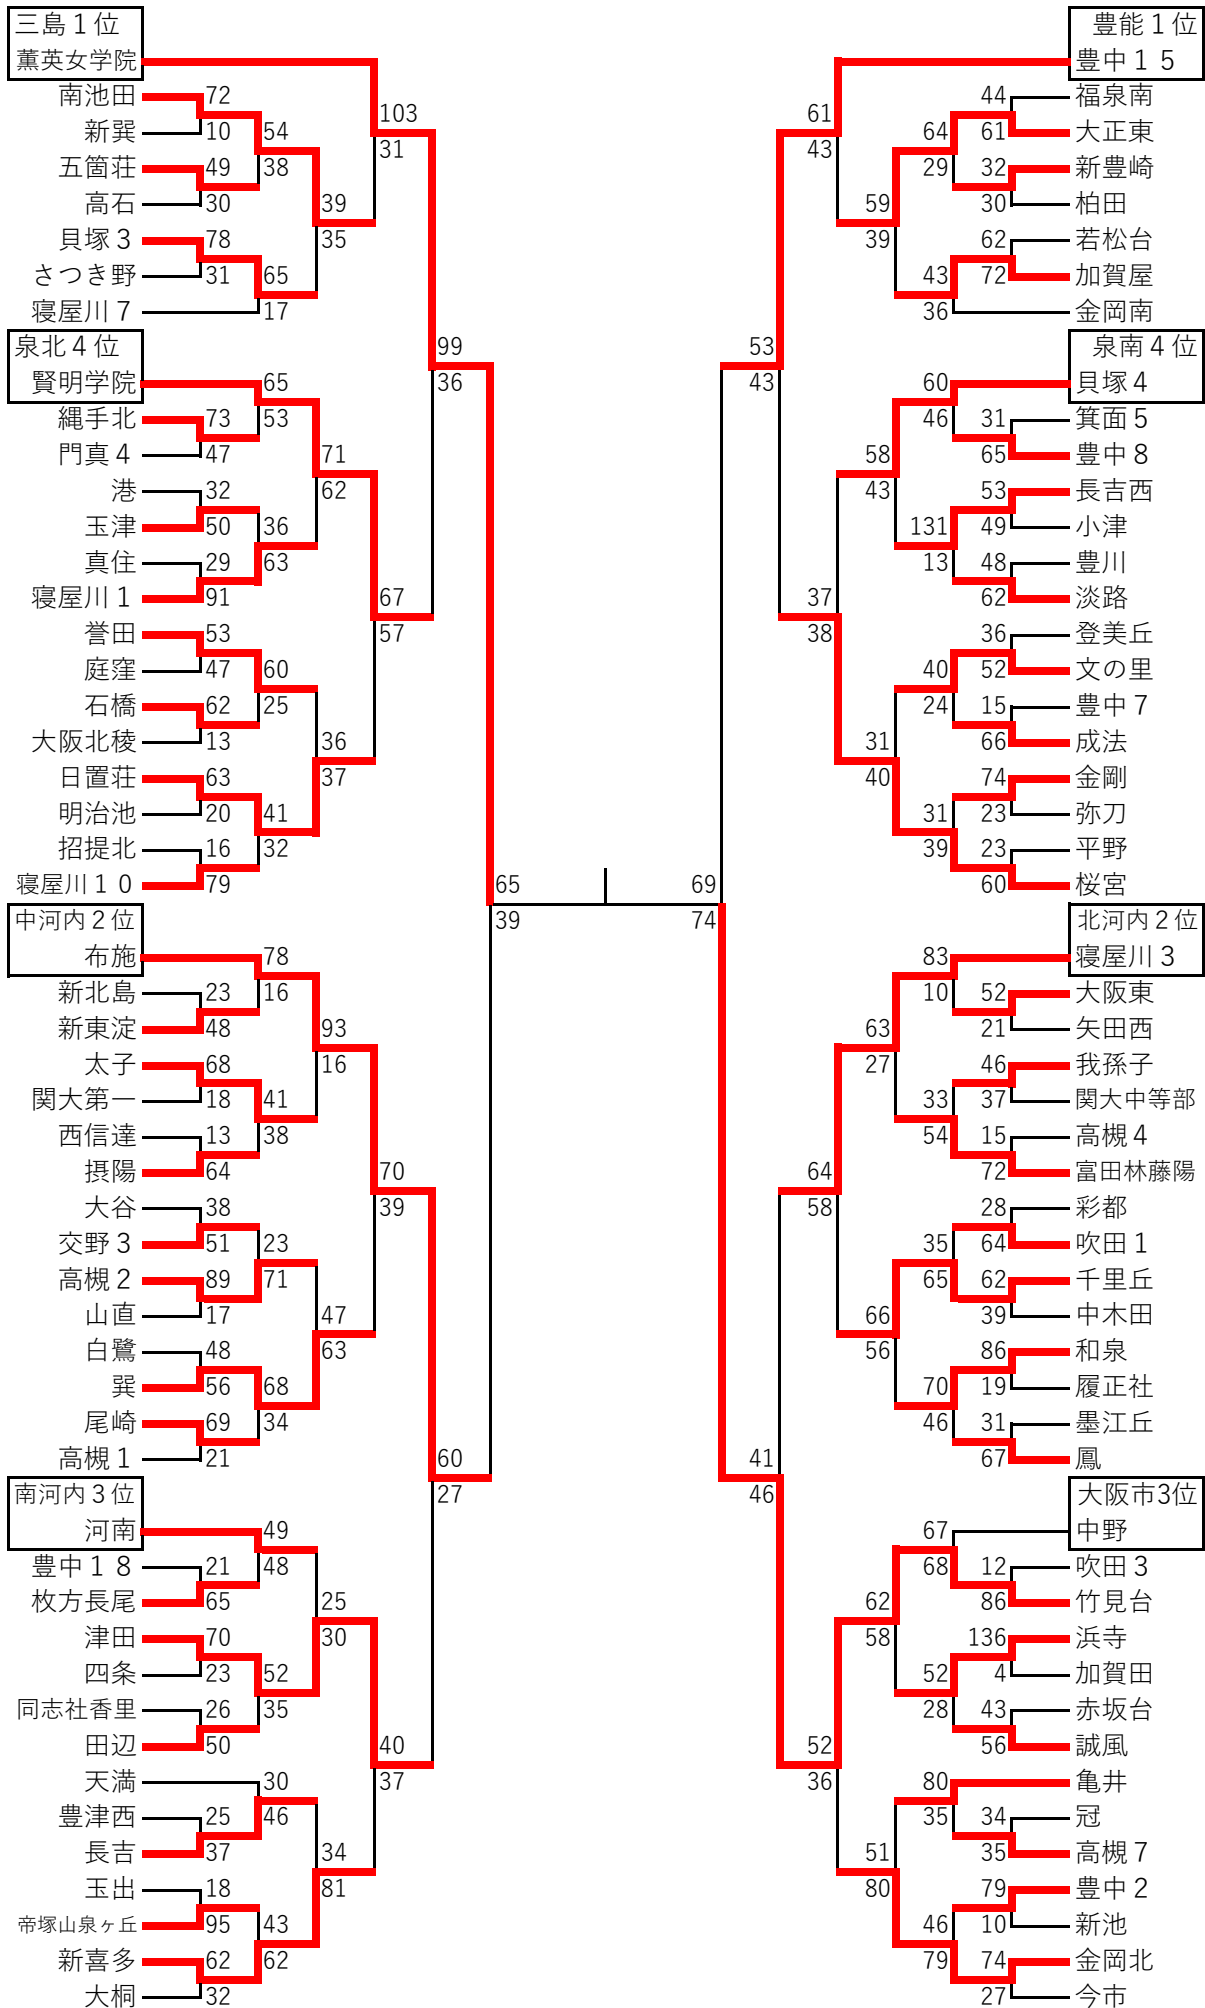 三島１位
薫英女学院
南池田
新巽
五箇荘
高石
貝塚３
さつき野
寝屋川７
泉北４位
賢明学院
縄手北
門真４
港
玉津
真住
寝屋川１
誉田
庭窪
石橋
大阪北稜
日置荘
明治池
招提北
寝屋川１０
中河内２位
布施
新北島
新東淀
太子
関大第一
西信達
摂陽
大谷
交野３
高槻２
山直
白鷺
巽
尾崎
高槻１
南河内３位
河南
豊中１８
枚方長尾
津田
四条
同志社香里
田辺
天満
豊津西
長吉
玉出
帝塚山泉ヶ丘
新喜多
大桐
72
10
49
30
78
31
73
47
32
50
29
91
53
47
62
13
63
20
16
79
23
48
68
18
13
64
38
51
89
17
48
56
69
21
21
65
70
23
26
50
25
37
18
95
62
32
54
38
65
17
65
53
36
63
60
25
41
32
78
16
41
38
23
71
68
34
49
48
52
35
30
46
43
62
39
35
71
62
36
37
93
16
47
63
25
30
34
81
103
31
67
57
70
39
40
37
99
36
60
27
65
39
69
74
53
43
41
46
61
43
37
38
64
58
52
36
59
39
58
43
31
40
63
27
66
56
62
58
51
80
64
29
43
36
60
46
131
13
40
24
31
39
83
10
33
54
35
65
70
46
67
68
52
28
80
35
46
79
44
61
32
30
62
72
31
65
53
49
48
62
36
52
15
66
74
23
23
60
52
21
46
37
15
72
28
64
62
39
86
19
31
67
12
86
136
4
43
56
34
35
79
10
74
27
豊能１位
豊中１５
福泉南
大正東
新豊崎
柏田
若松台
加賀屋
金岡南
泉南４位
貝塚４
箕面５
豊中８
長吉西
小津
豊川
淡路
登美丘
文の里
豊中７
成法
金剛
弥刀
平野
桜宮
北河内２位
寝屋川３
大阪東
矢田西
我孫子
関大中等部
高槻４
富田林藤陽
彩都
吹田１
千里丘
中木田
和泉
履正社
墨江丘
鳳
大阪市3位
中野
吹田３
竹見台
浜寺
加賀田
赤坂台
誠風
亀井
冠
高槻７
豊中２
新池
金岡北
今市